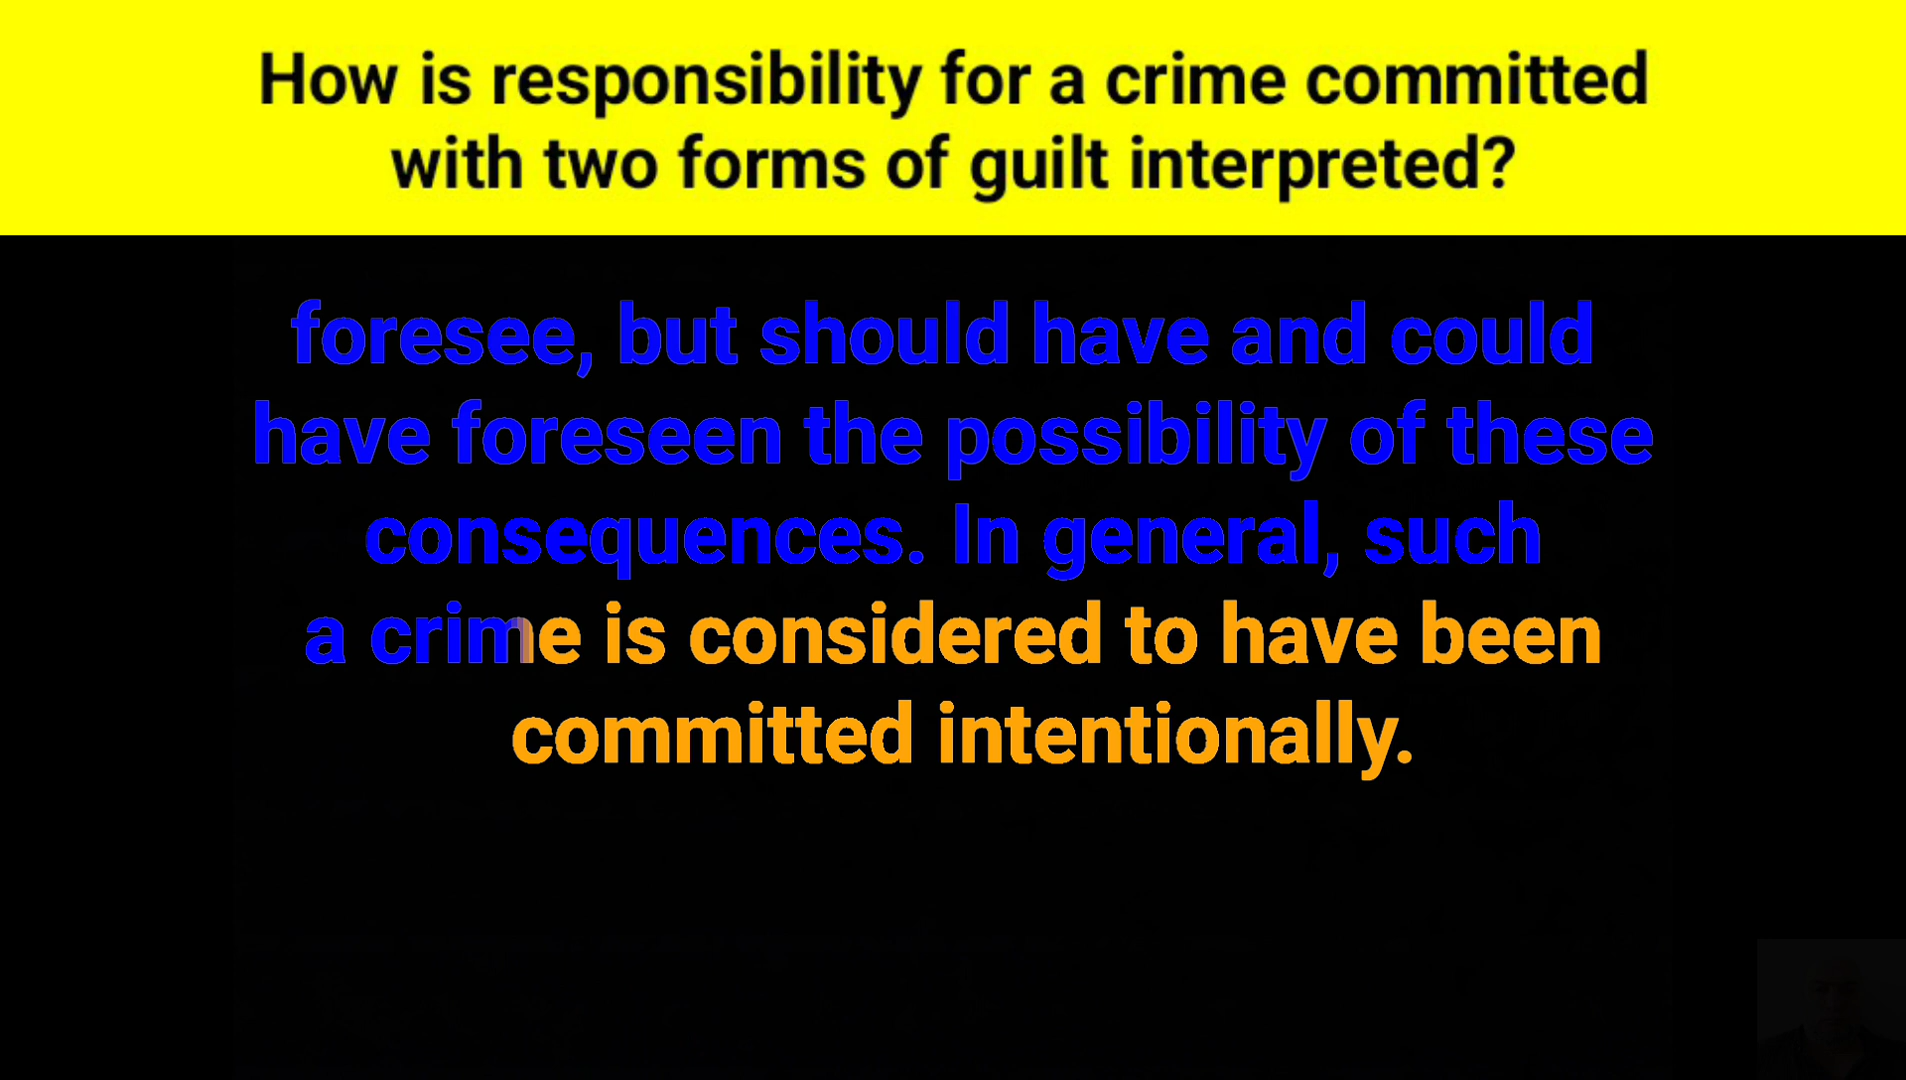 How is responsibility for a crime committed
with two forms of guilt interpreted?
foresee, but should have and could
have foreseen the possibility of these
consequences. In general, such
a crime is considered to have been
committed intentionally.